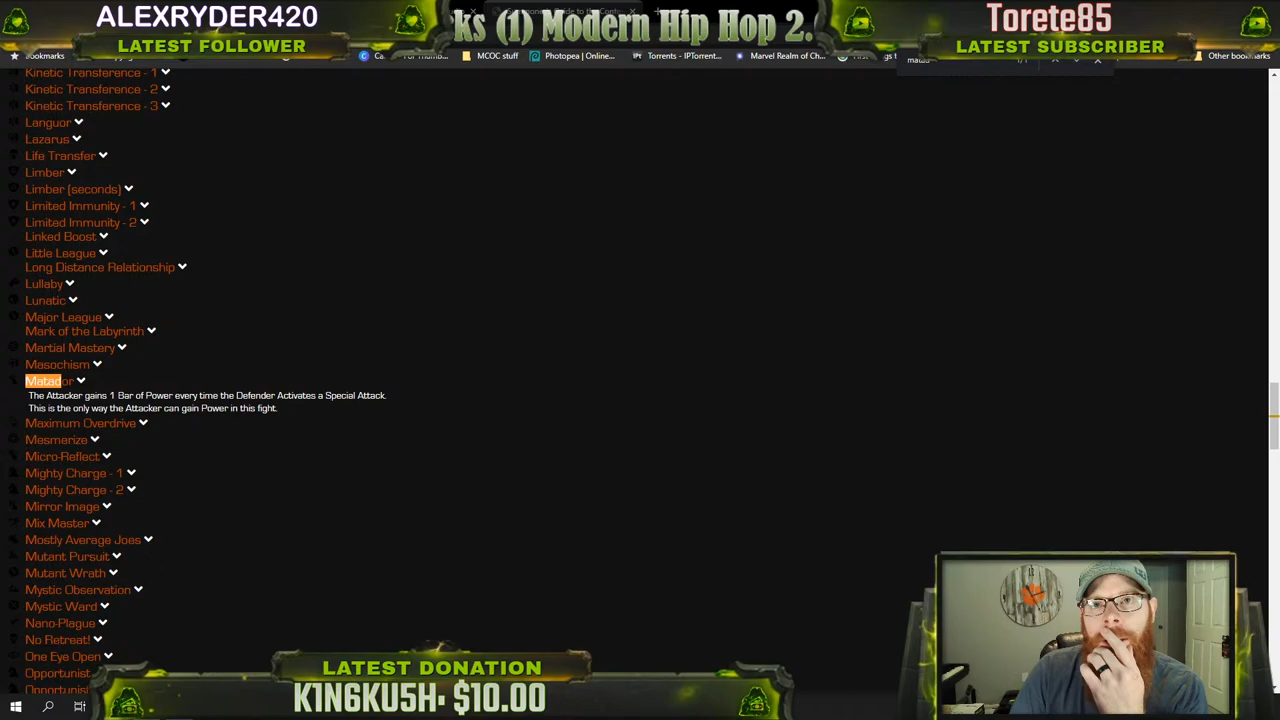 ALEXRYDER420
LATEST FOLLOWER
ks (1) Modern Hip Hop 2.
Torete85
LATEST SUBSCRIBER
Bookmarks
MCOC stuff
Photopea | Online...
Torrents - IPTorrent...
Marvel Realm of Ch...
Other bookmarks
Kinetic Transference - 1
Kinetic Transference - 2
Kinetic Transference - 3
Languor
Lazarus
Life Transfer
Limber
Limber (seconds)
Limited Immunity - 1
Limited Immunity - 2
Linked Boost
Little League
Long Distance Relationship
Lullaby
Lunatic
Major League
Mark of the Labyrinth
Martial Mastery
Masochism
Matador
The Attacker gains 1 Bar of Power every time the Defender Activates a Special Attack.
This is the only way the Attacker can gain Power in this fight.
Maximum Overdrive
Mesmerize
Micro-Reflect
Mighty Charge - 1
Mighty Charge - 2
Mirror Image
Mix Master
Mostly Average Joes
Mutant Pursuit
Mutant Wrath
Mystic Observation
Mystic Ward
Nano-Plague
No Retreat!
One Eye Open
Opportunist
Opportunist
LATEST DONATION
K1N6KU5H: $10.00